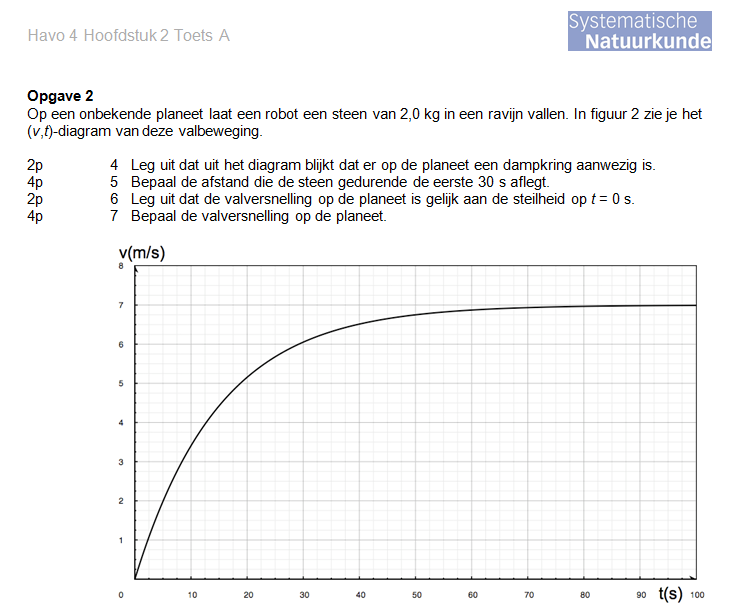 Havo 4 Hoofdstuk 2 Toets A
Systematische
Natuurkunde
Opgave 2
Op een onbekende planeet laat een robot een steen van 2,0 kg in een ravijn vallen. In figuur 2 zie je het
(v,t)-diagram van deze valbeweging.
2p 4 Leg uit dat uit het diagram blijkt dat er op de planeet een dampkring aanwezig is.
4p 5 Bepaal de afstand die de steen gedurende de eerste 30 s aflegt.
2p 6 Leg uit dat de valversnelling op de planeet is gelijk aan de steilheid op t = 0 s.
4p 7 Bepaal de valversnelling op de planeet.
v(m/s)
8
7
6
5
4
3
2
1
0 10 20 30 40 50 60 70 80 90 t(s) 100